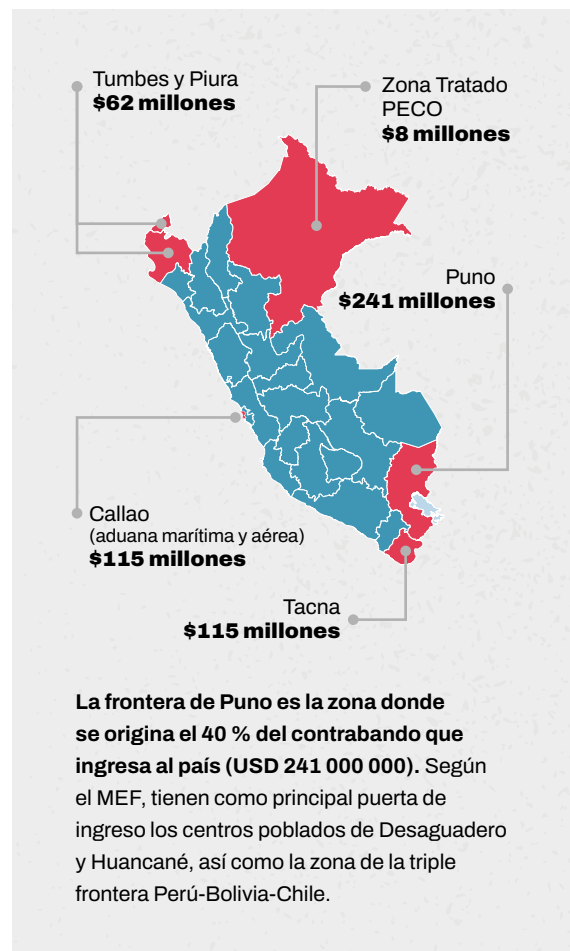 Tumbes y Piura
$62 millones
Zona Tratado
PECO
$8 millones
Puno
$241 millones
Callao
(aduana marítima y aérea)
$115 millones
Tacna
$115 millones
La frontera de Puno es la zona donde
se origina el 40 % del contrabando que
ingresa al país (USD 241 000 000). Según
el MEF, tienen como principal puerta de
ingreso los centros poblados de Desaguadero
y Huancané, así como la zona de la triple
frontera Perú-Bolivia-Chile.